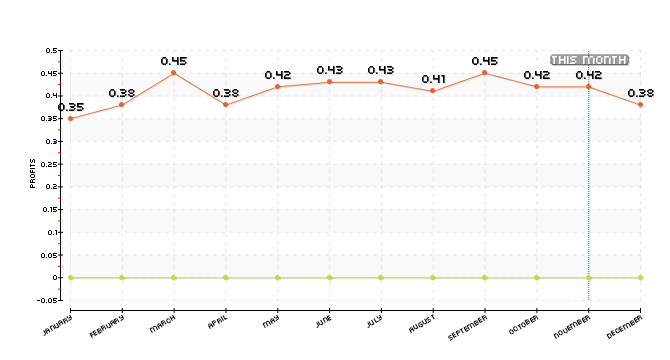 THIS MONTH
0.35
0.38
0.45
0.38
0.42
0.43
0.43
0.41
0.45
0.42
0.42
0.38
0.5
0.45
0.4
0.35
0.3
0.25
0.2
0.15
0.1
0.05
0
-0.05
PROFITS
JANUARY
FEBRUARY
MARCH
APRIL
MAY
JUNE
JULY
AUGUST
SEPTEMBER
OCTOBER
NOVEMBER
DECEMBER